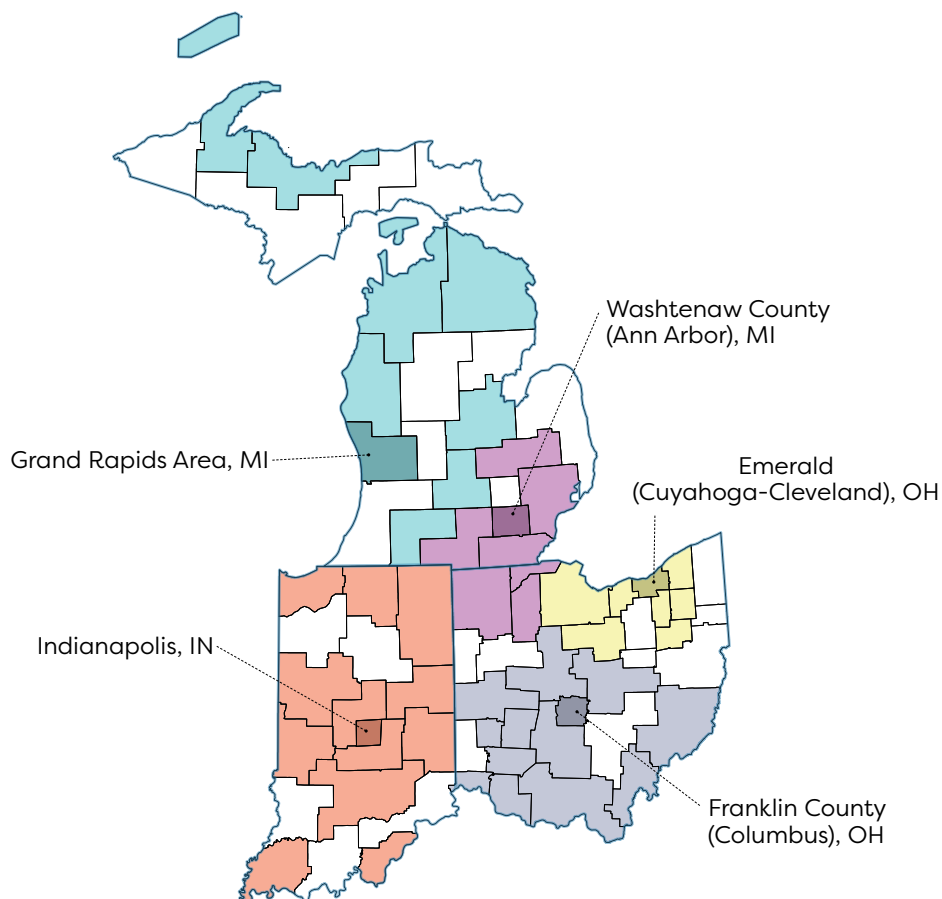 Washtenaw County
(Ann Arbor), MI
Grand Rapids Area, MI
Emerald
(Cuyahoga-Cleveland), OH
Indianapolis, IN
Franklin County
(Columbus), OH